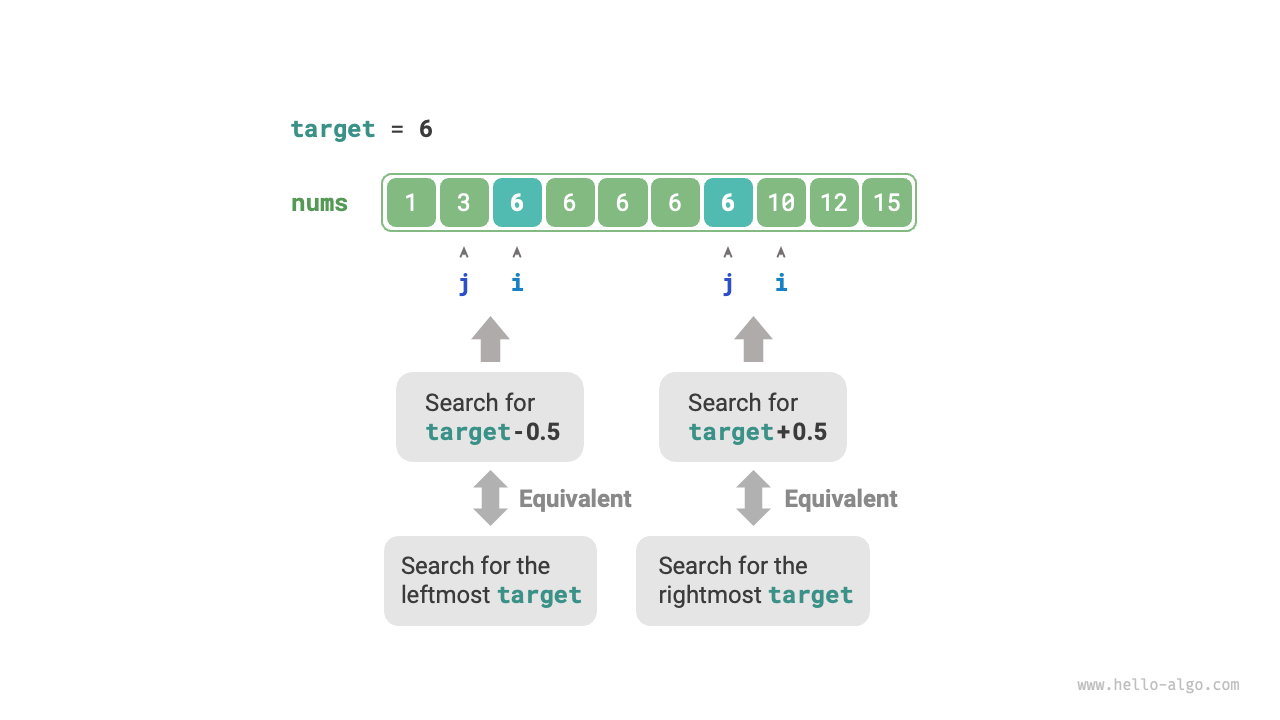 target = 6
nums 1 3 6 6 6 6 6 10 12 15
^ ^ ^ ^
j i j i
Search for
target-0.5
Search for
target+0.5
Equivalent
Equivalent
Search for the
leftmost target
Search for the
rightmost target
www.hello-algo.com